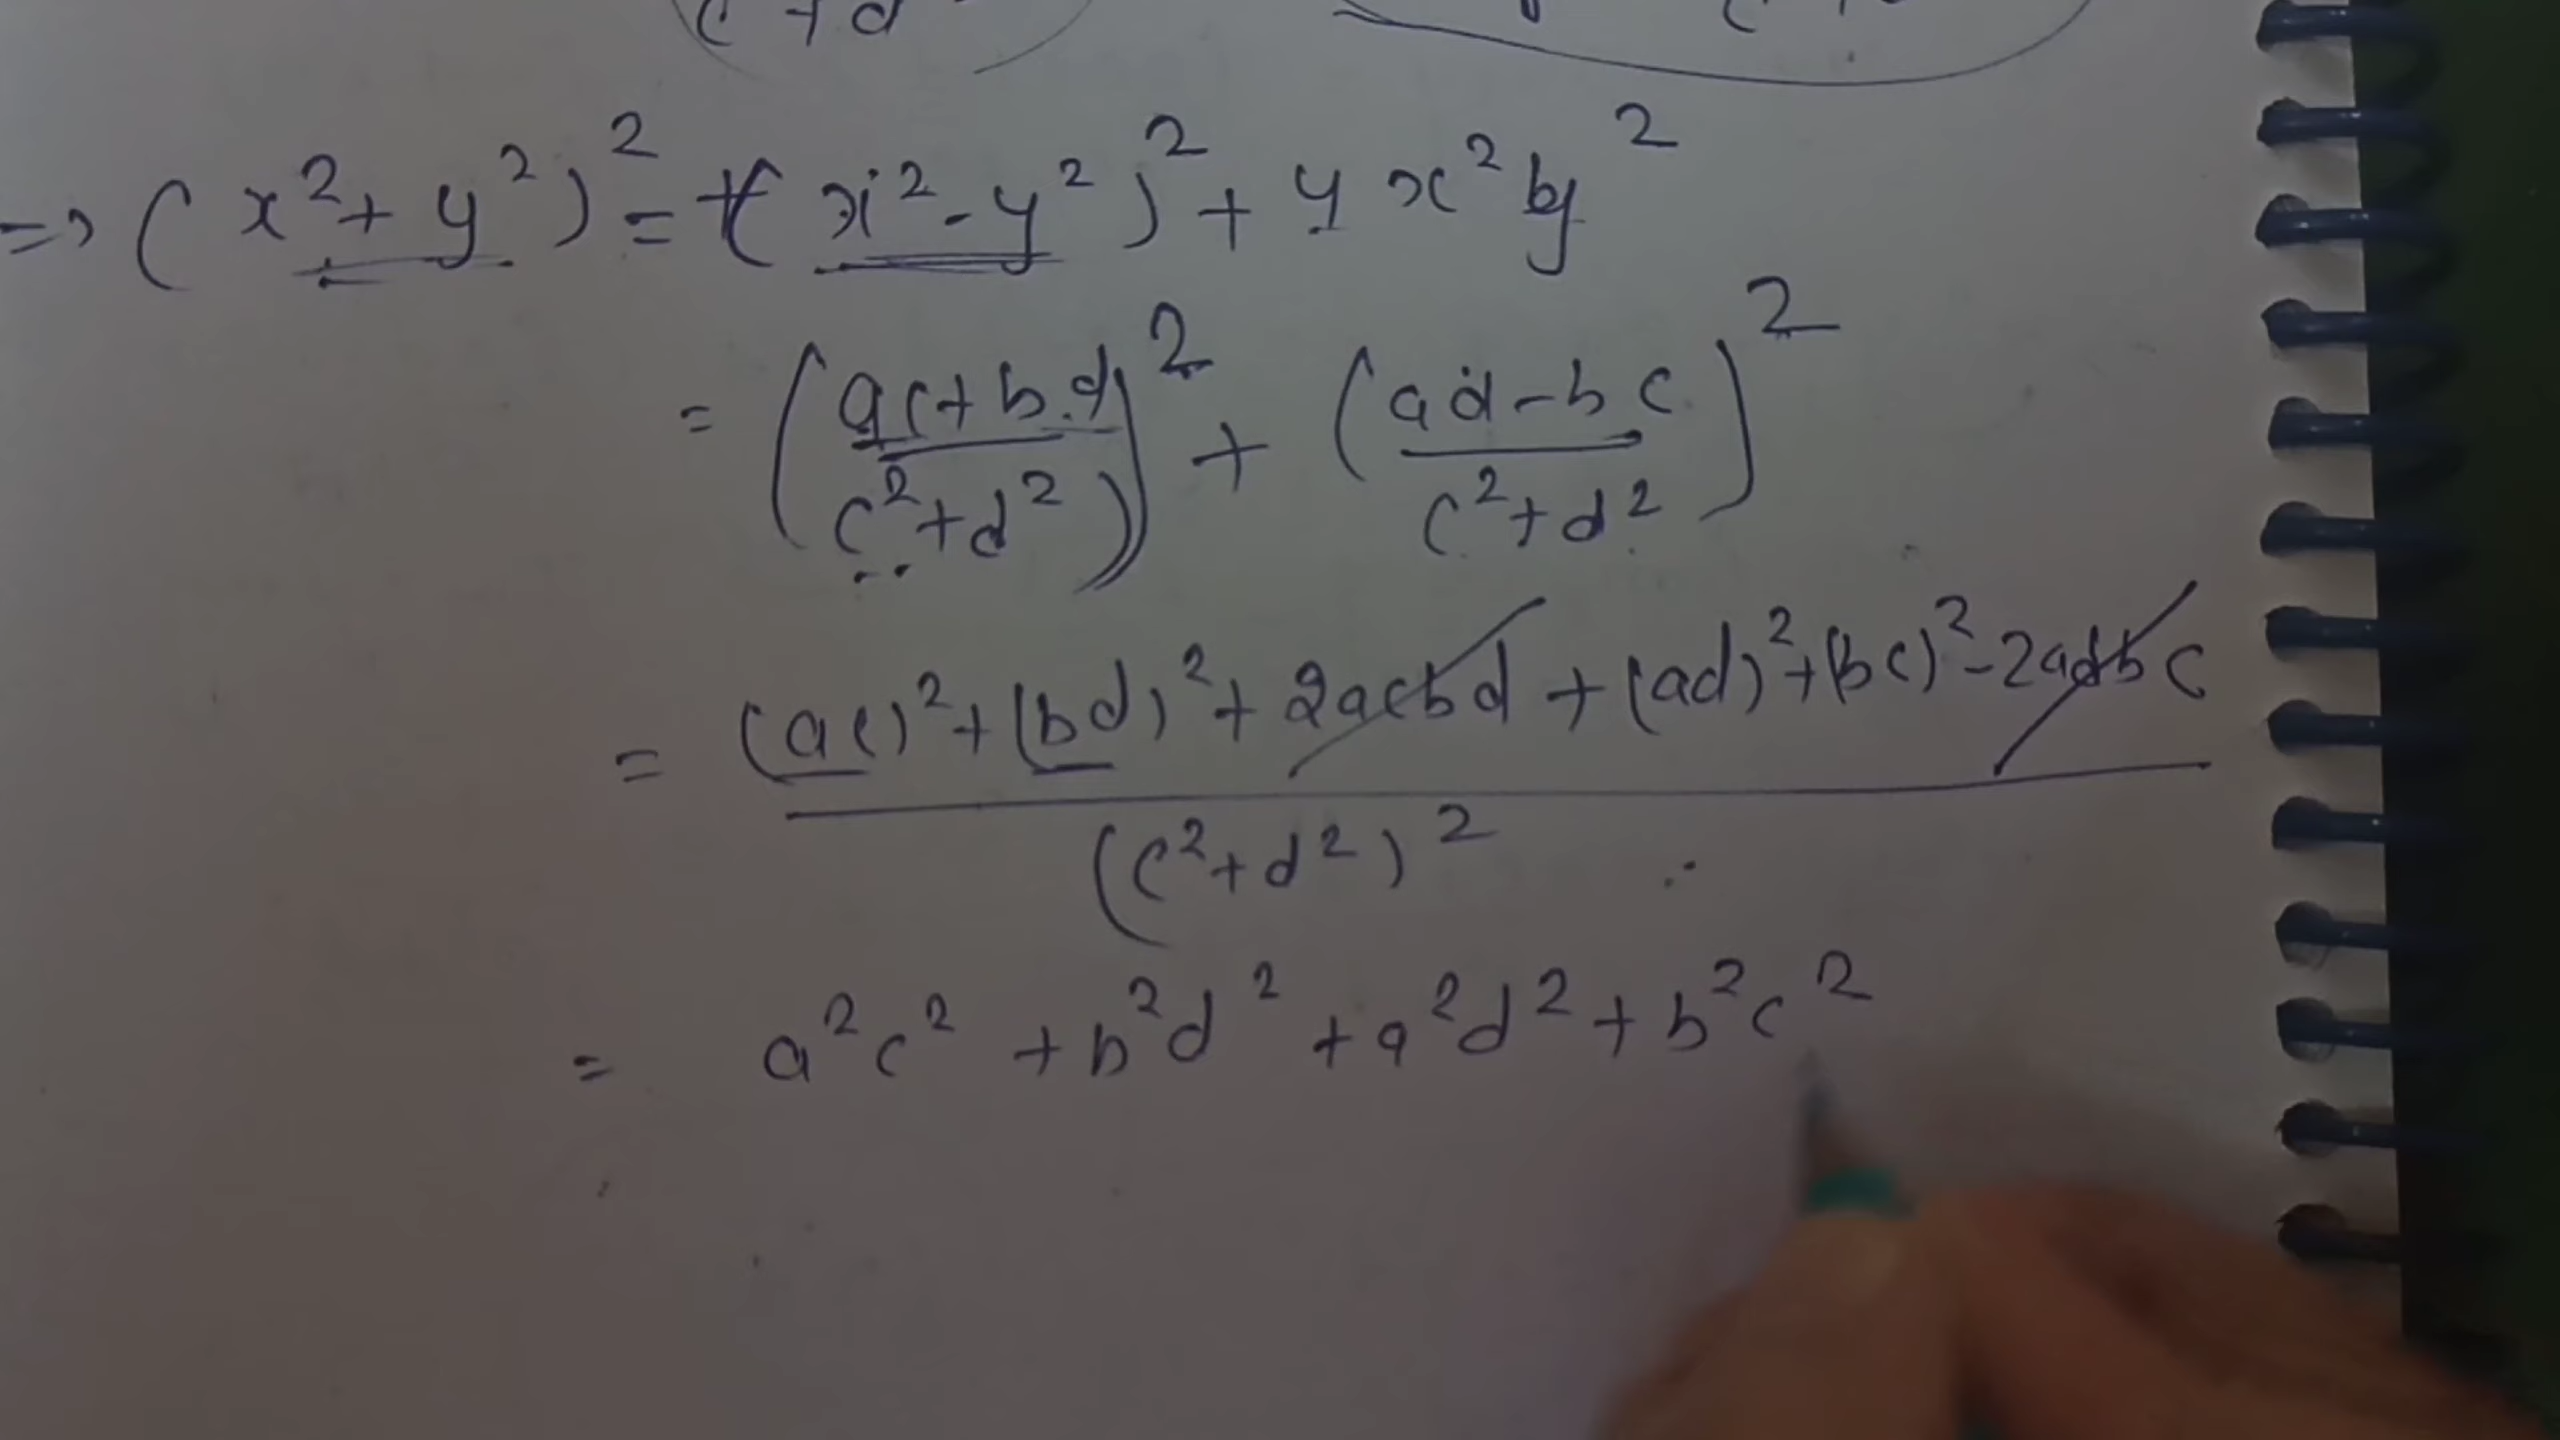 c + d
=> (x² + y²)² = +(x² - y²)² + 4x²y²
= ((ac+b.d)/(c²+d²))² + ((ad-bc)/(c²+d²))²
= (ac)² + (bd)² + 2acbd + (ad)² + (bc)² - 2adbc
(c²+d²)²
= a²c² + b²d² + a²d² + b²c²